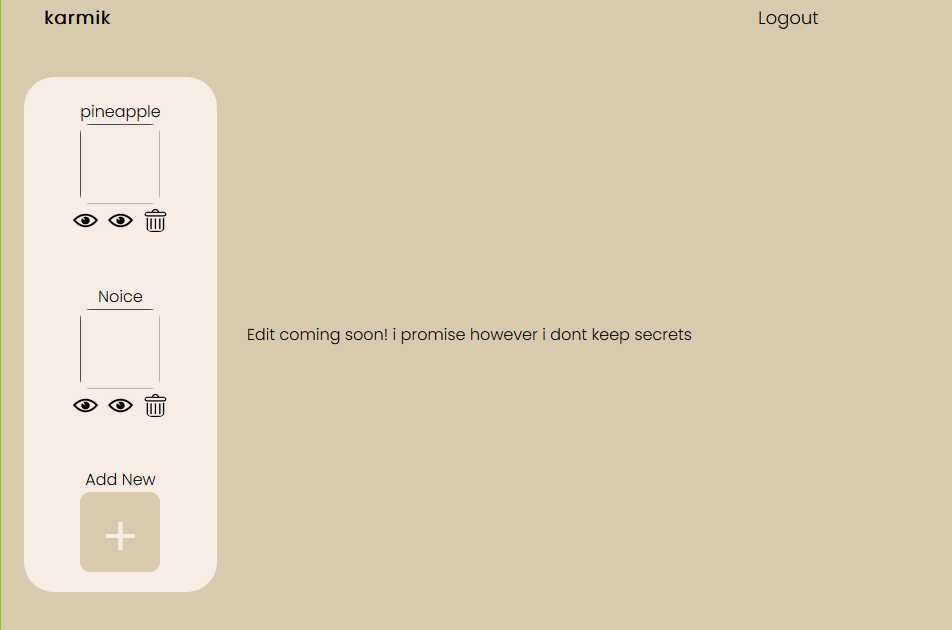 karmik
Logout
pineapple
Noice
Edit coming soon! i promise however i dont keep secrets
Add New